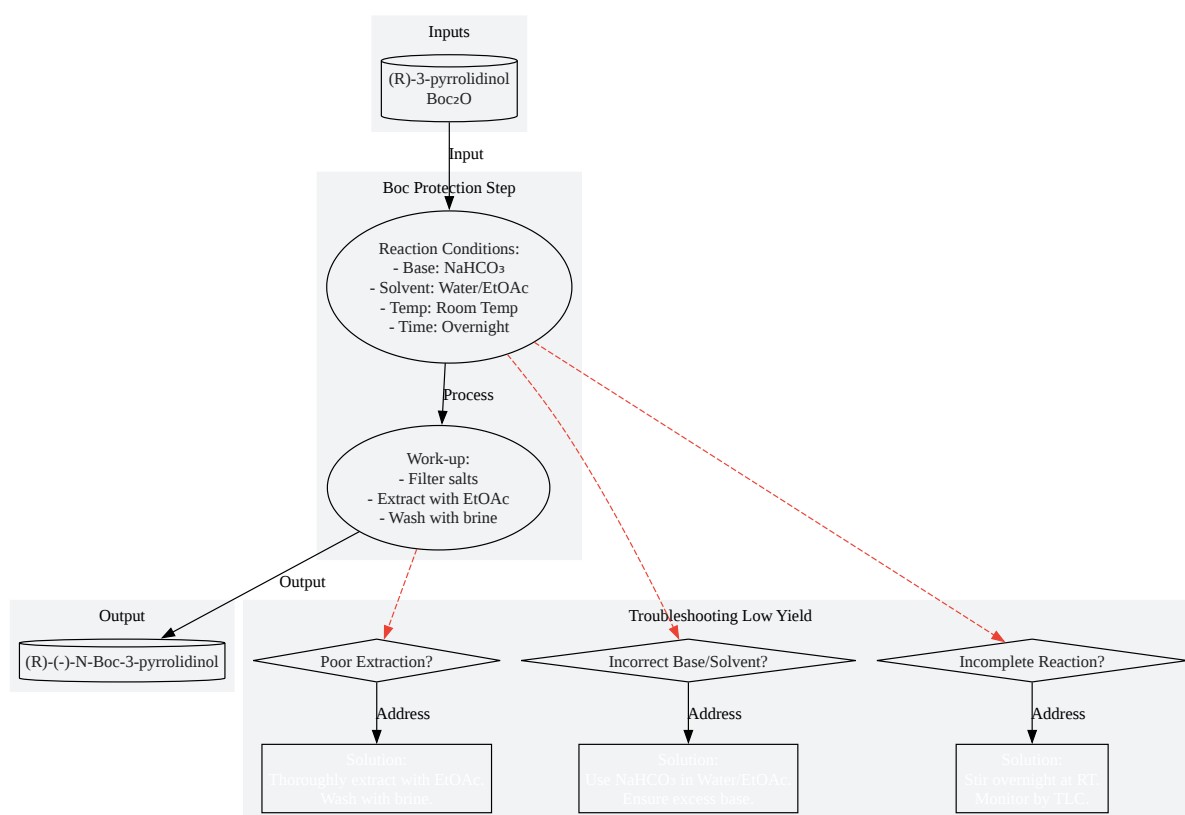 Inputs
(R)-3-pyrrolidinol
Boc₂O
Input
Boc Protection Step
Reaction Conditions:
- Base: NaHCO₃
- Solvent: Water/EtOAc
- Temp: Room Temp
- Time: Overnight
Process
Work-up:
- Filter salts
- Extract with EtOAc
- Wash with brine
Output
Output
(R)-(-)-N-Boc-3-pyrrolidinol
Troubleshooting Low Yield
Poor Extraction?
Incorrect Base/Solvent?
Incomplete Reaction?
Address
Address
Address
Solution:
Thoroughly extract with EtOAc.
Wash with brine.
Solution:
Use NaHCO₃ in Water/EtOAc.
Ensure excess base.
Solution:
Stir overnight at RT.
Monitor by TLC.